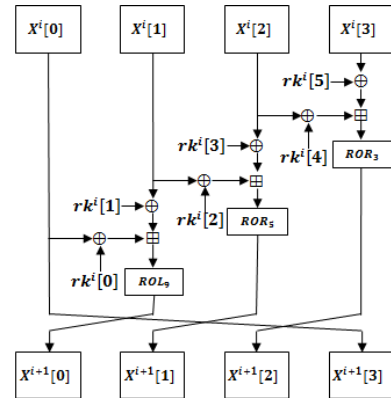 X^i[0] X^i[1] X^i[2] X^i[3]
rk^i[5]
rk^i[3] rk^i[4] ROR_3
rk^i[1] rk^i[2] ROR_5
rk^i[0] ROL_9
X^{i+1}[0] X^{i+1}[1] X^{i+1}[2] X^{i+1}[3]